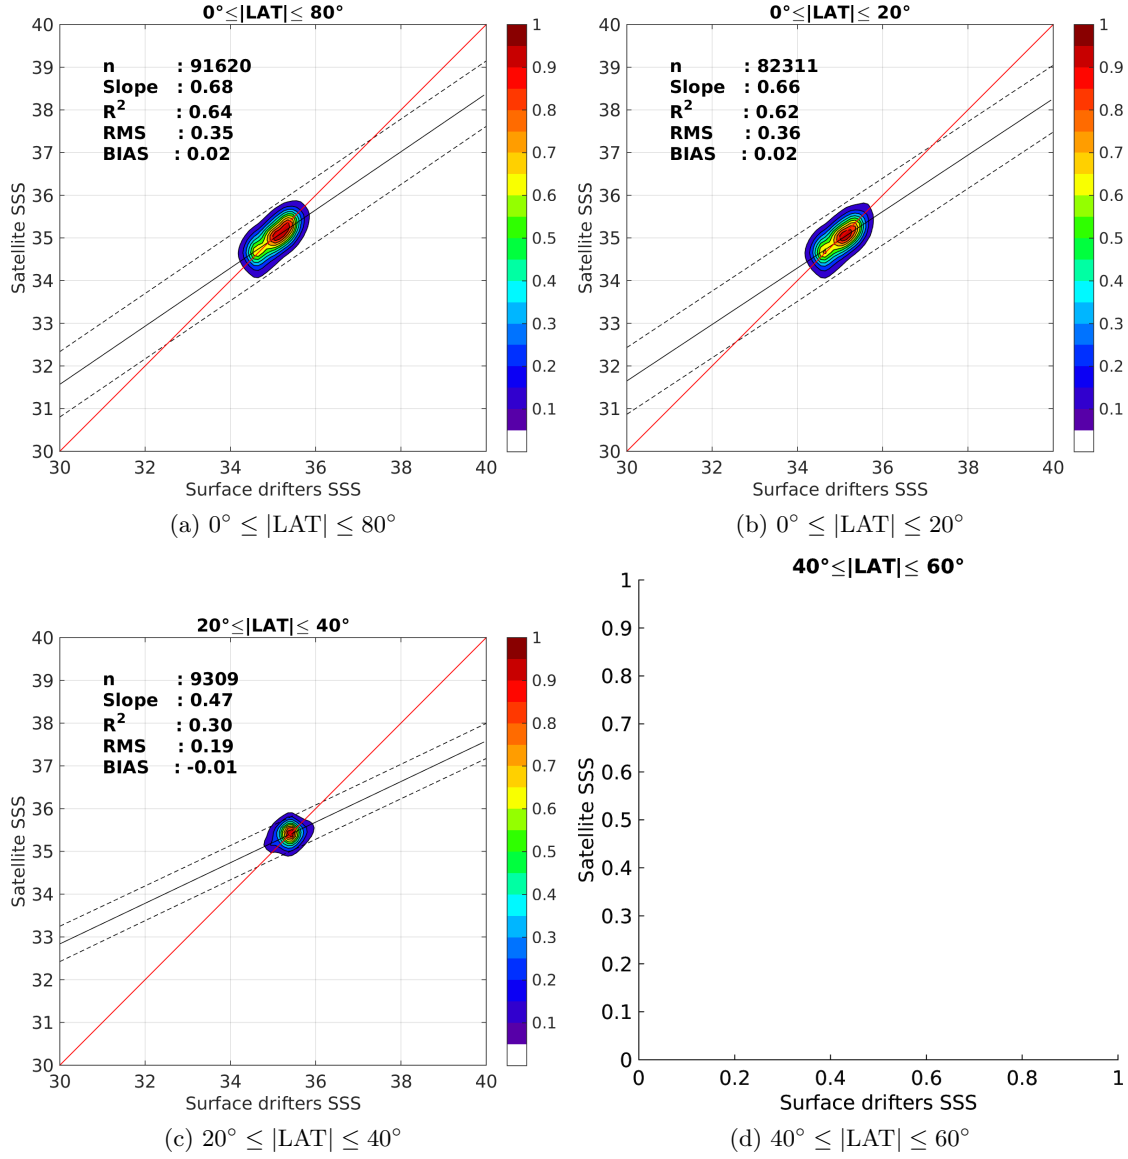 0°≤|LAT|≤ 80°
n : 91620
Slope : 0.68
R2 : 0.64
RMS : 0.35
BIAS : 0.02
40
39
38
37
36
35
34
33
32
31
30
30 32 34 36 38 40
Satellite SSS
Surface drifters SSS
1
0.9
0.8
0.7
0.6
0.5
0.4
0.3
0.2
0.1
(a) 0° ≤ |LAT| ≤ 80°
0°≤|LAT|≤ 20°
n : 82311
Slope : 0.66
R2 : 0.62
RMS : 0.36
BIAS : 0.02
40
39
38
37
36
35
34
33
32
31
30
30 32 34 36 38 40
Satellite SSS
Surface drifters SSS
1
0.9
0.8
0.7
0.6
0.5
0.4
0.3
0.2
0.1
(b) 0° ≤ |LAT| ≤ 20°
20°≤|LAT|≤ 40°
n : 9309
Slope : 0.47
R2 : 0.30
RMS : 0.19
BIAS : -0.01
40
39
38
37
36
35
34
33
32
31
30
30 32 34 36 38 40
Satellite SSS
Surface drifters SSS
1
0.9
0.8
0.7
0.6
0.5
0.4
0.3
0.2
0.1
(c) 20° ≤ |LAT| ≤ 40°
40°≤|LAT|≤ 60°
1
0.9
0.8
0.7
0.6
0.5
0.4
0.3
0.2
0.1
0
0 0.2 0.4 0.6 0.8 1
Satellite SSS
Surface drifters SSS
(d) 40° ≤ |LAT| ≤ 60°